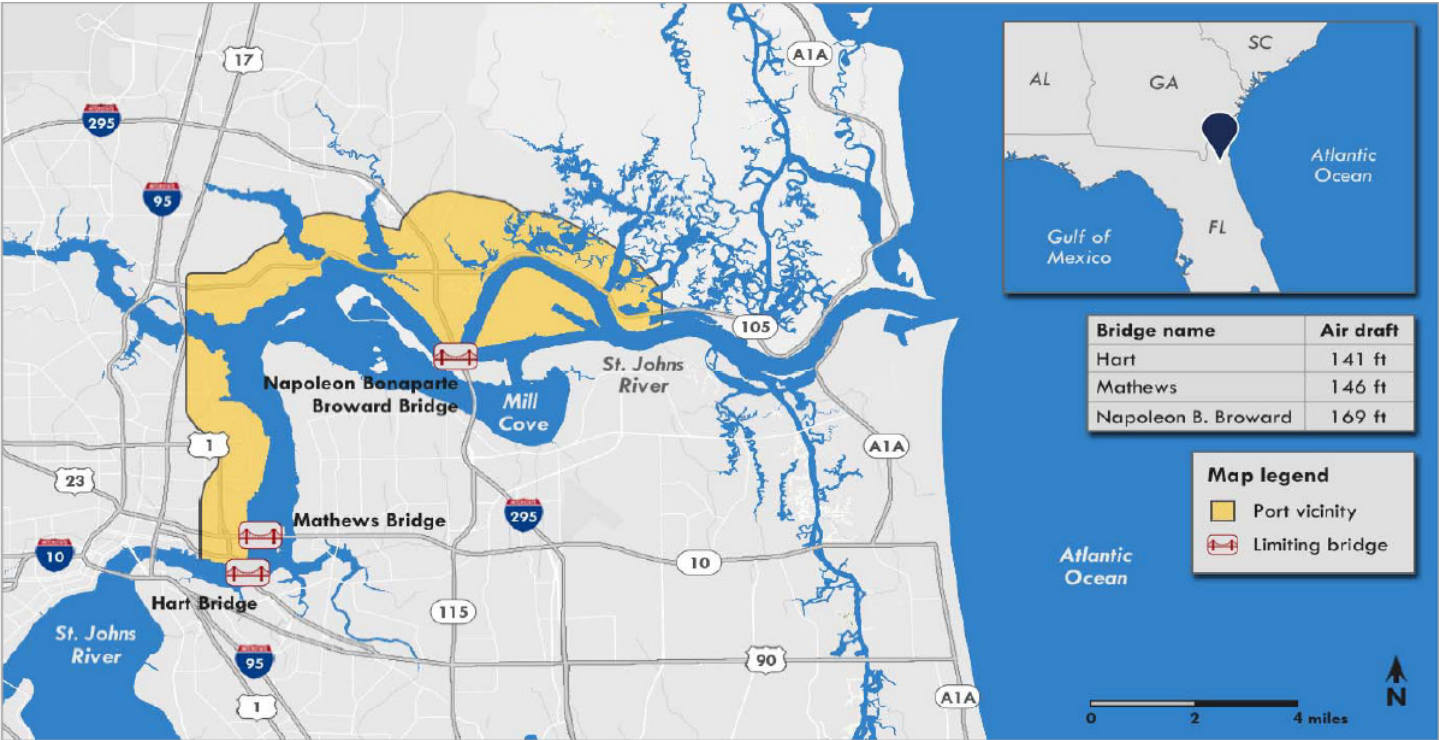 17
A1A
295
95
105
St. Johns
River
Napoleon Bonaparte
Broward Bridge
Mill
Cove
1
A1A
23
Mathews Bridge
295
10
10
Hart Bridge
115
St. Johns
River
95
90
1
A1A
AL
GA
SC
Atlantic
Ocean
FL
Gulf of
Mexico
Bridge name Air draft
Hart 141 ft
Mathews 146 ft
Napoleon B. Broward 169 ft
Map legend
Port vicinity
Limiting bridge
Atlantic
Ocean
N
0 2 4 miles